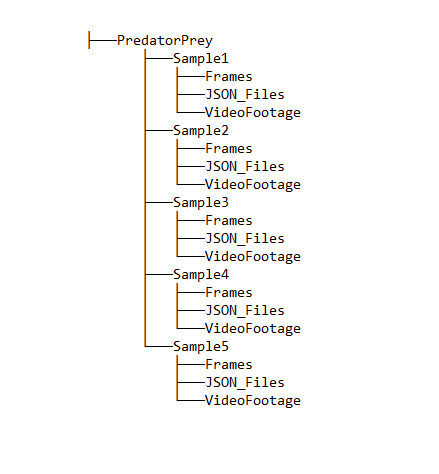 PredatorPrey
Sample1
Frames
JSON_Files
VideoFootage
Sample2
Frames
JSON_Files
VideoFootage
Sample3
Frames
JSON_Files
VideoFootage
Sample4
Frames
JSON_Files
VideoFootage
Sample5
Frames
JSON_Files
VideoFootage